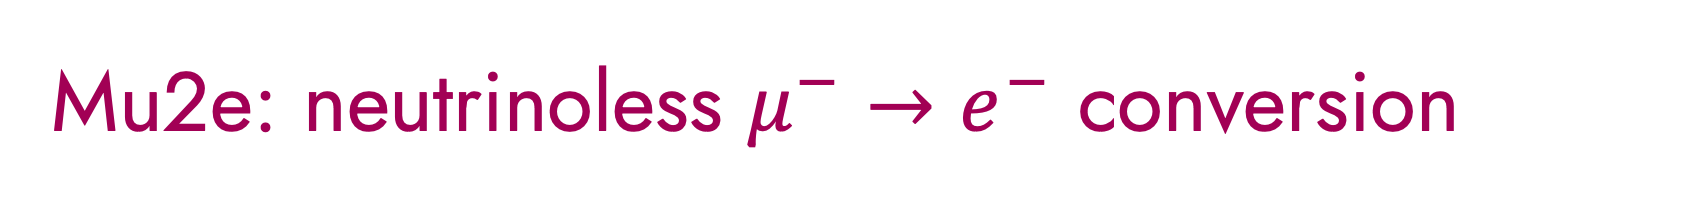 Mu2e: neutrinoless μ⁻ → e⁻ conversion